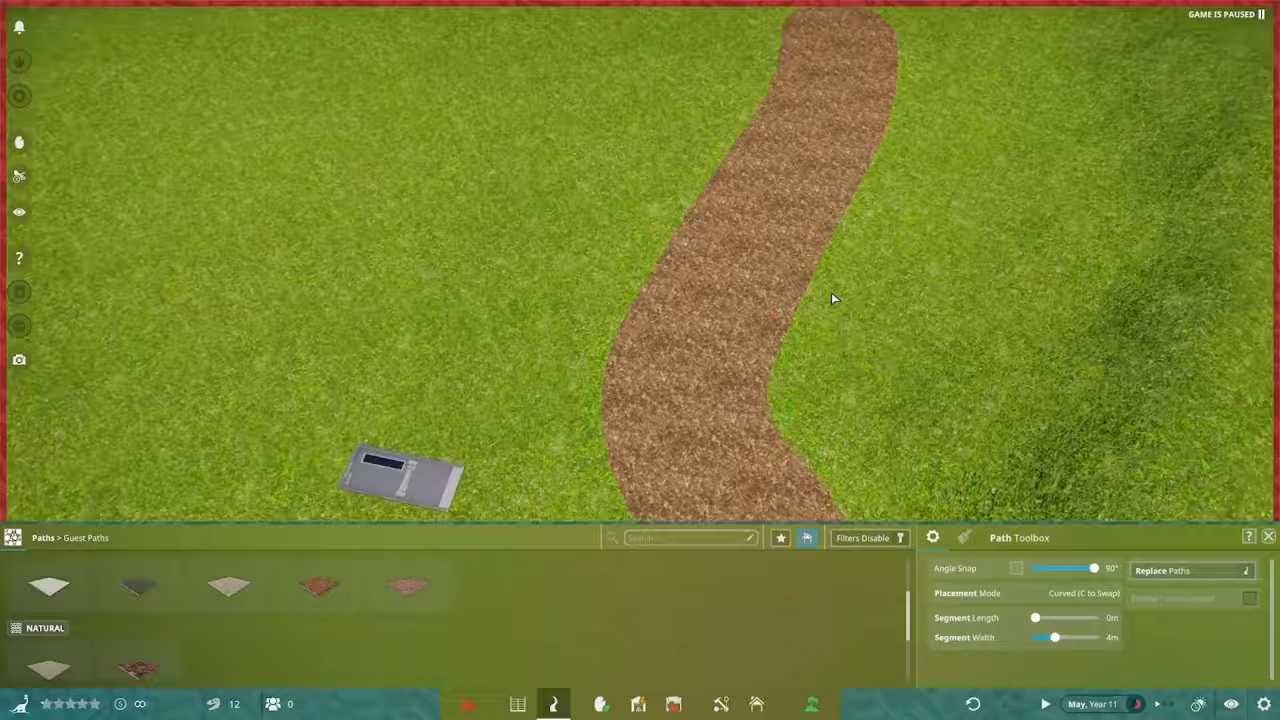 GAME IS PAUSED
?
Paths > Guest Paths
Search...
Filters Disable
Path Toolbox
?
Angle Snap
90°
Replace Paths
Placement Mode
Curved (C to Swap)
Segment Length
0m
Segment Width
4m
NATURAL
12
0
May, Year 11